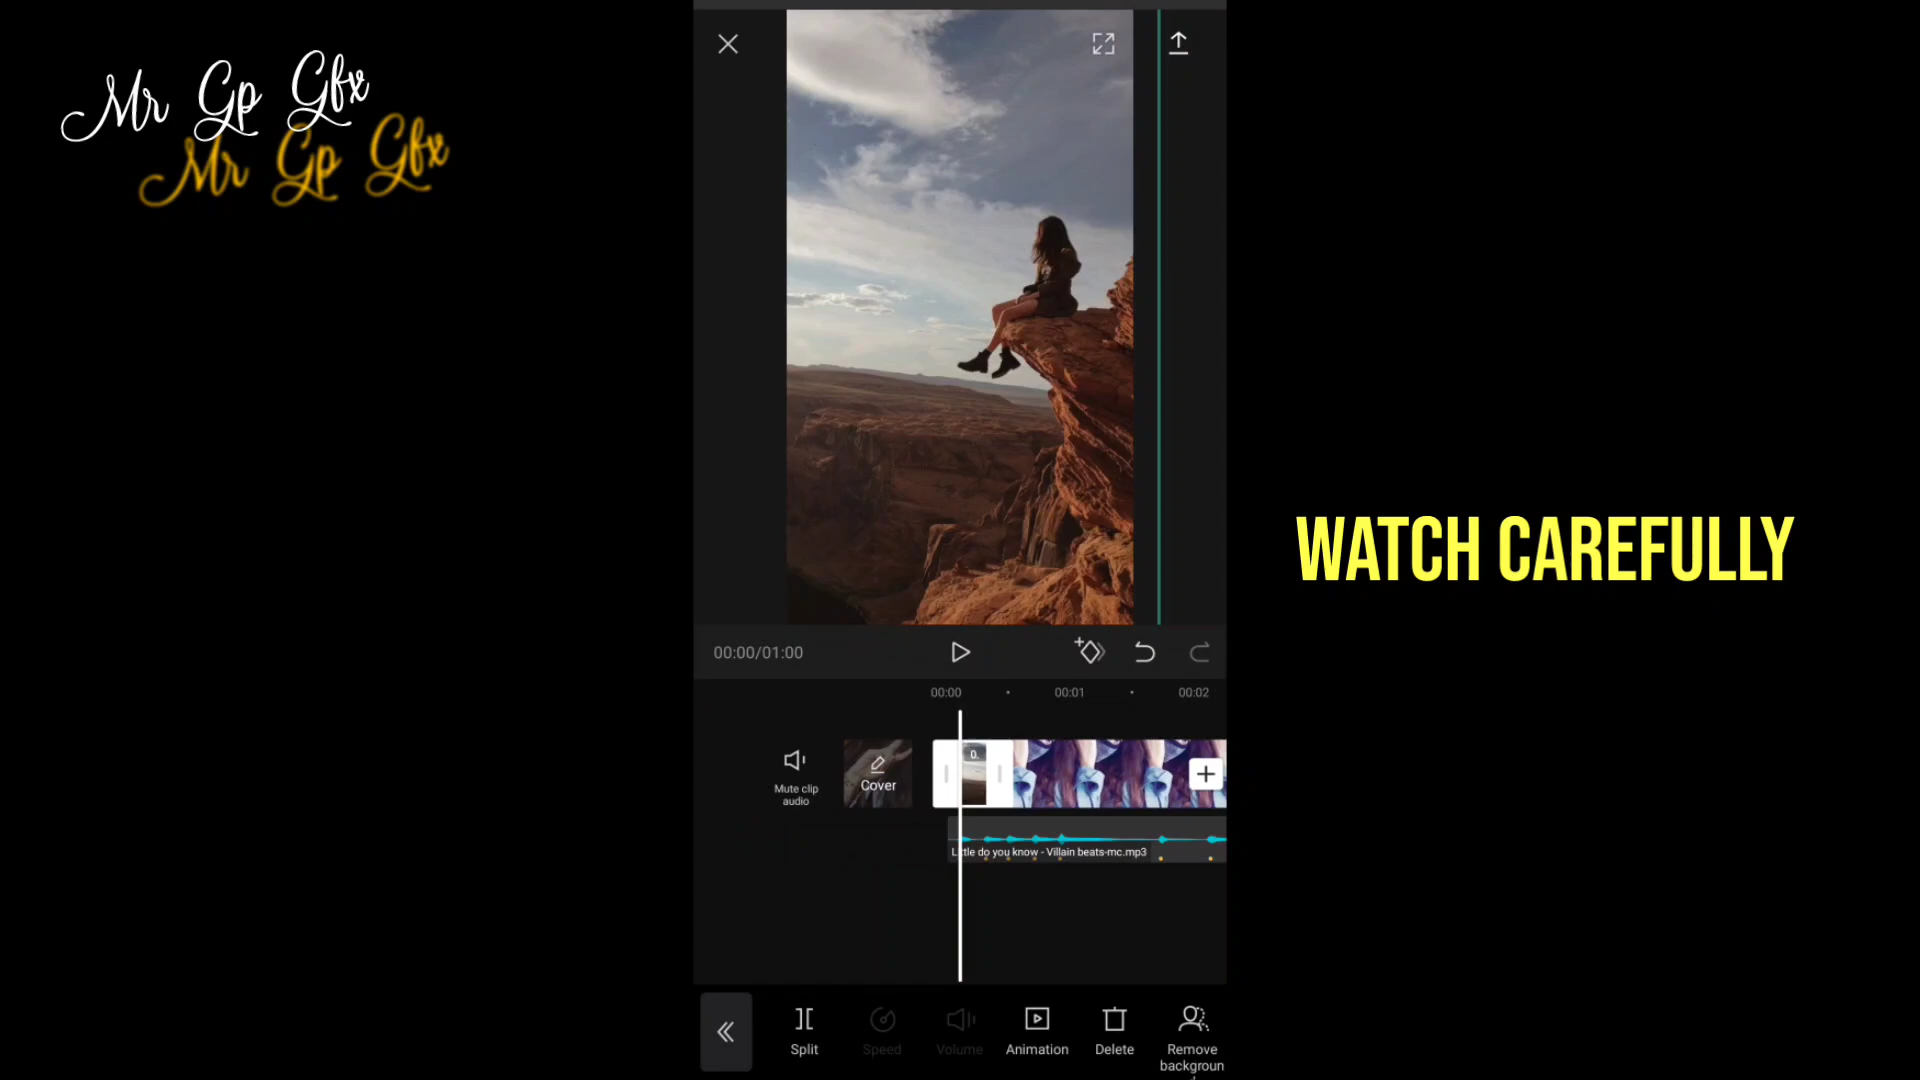 Mr Gp Gfx
Mr Gp Gfx
WATCH CAREFULLY
00:00/01:00
00:00
00:01
00:02
Mute clip
audio
Cover
0.
Little do you know - Villain beats-mc.mp3
Split
Speed
Volume
Animation
Delete
Remove
backgroun